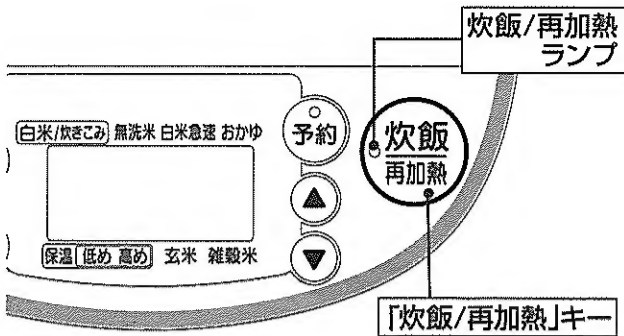 炊飯/再加熱
ランプ
白米/炊きこみ 無洗米 白米急速 おかゆ
予約
炊飯
再加熱
▲
▼
保温 低め 高め 玄米 雑穀米
「炊飯/再加熱」キー